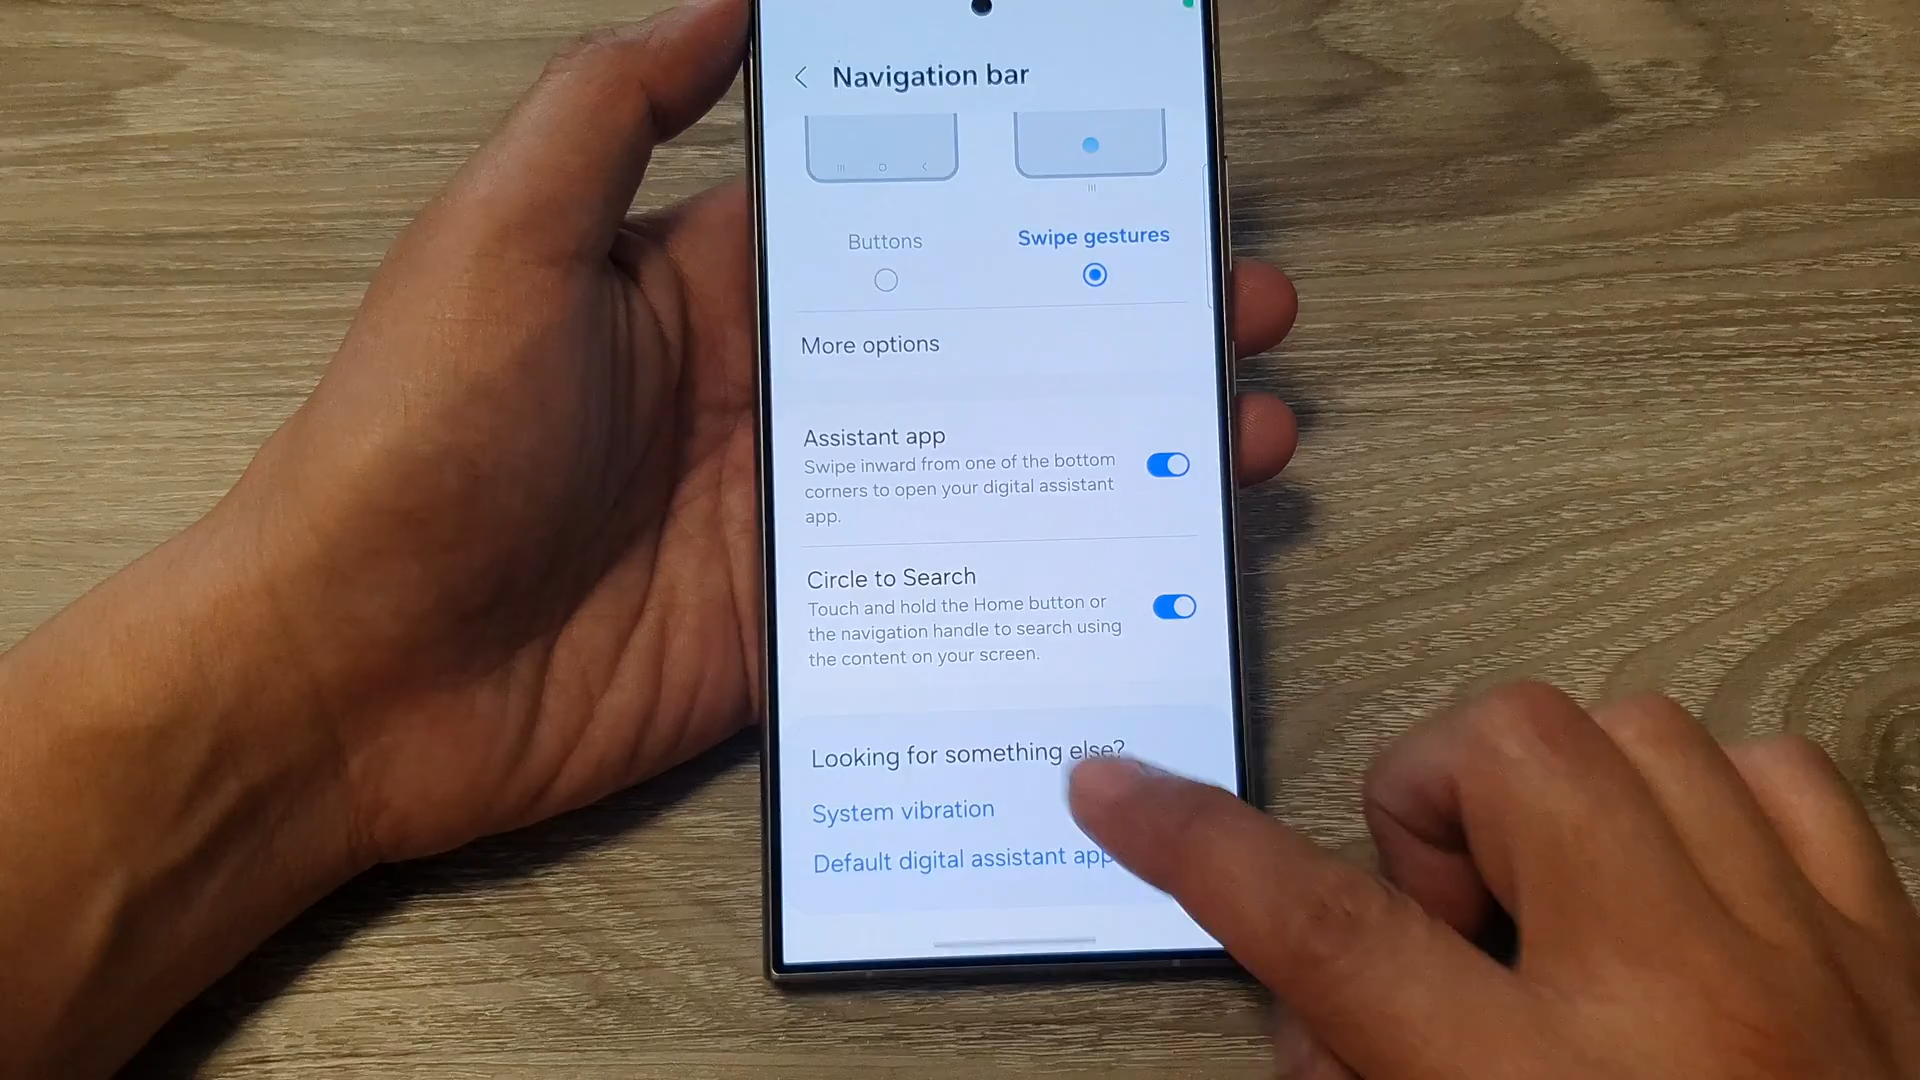 Navigation bar
Buttons
Swipe gestures
More options
Assistant app
Swipe inward from one of the bottom
corners to open your digital assistant
app.
Circle to Search
Touch and hold the Home button or
the navigation handle to search using
the content on your screen.
Looking for something else?
System vibration
Default digital assistant app